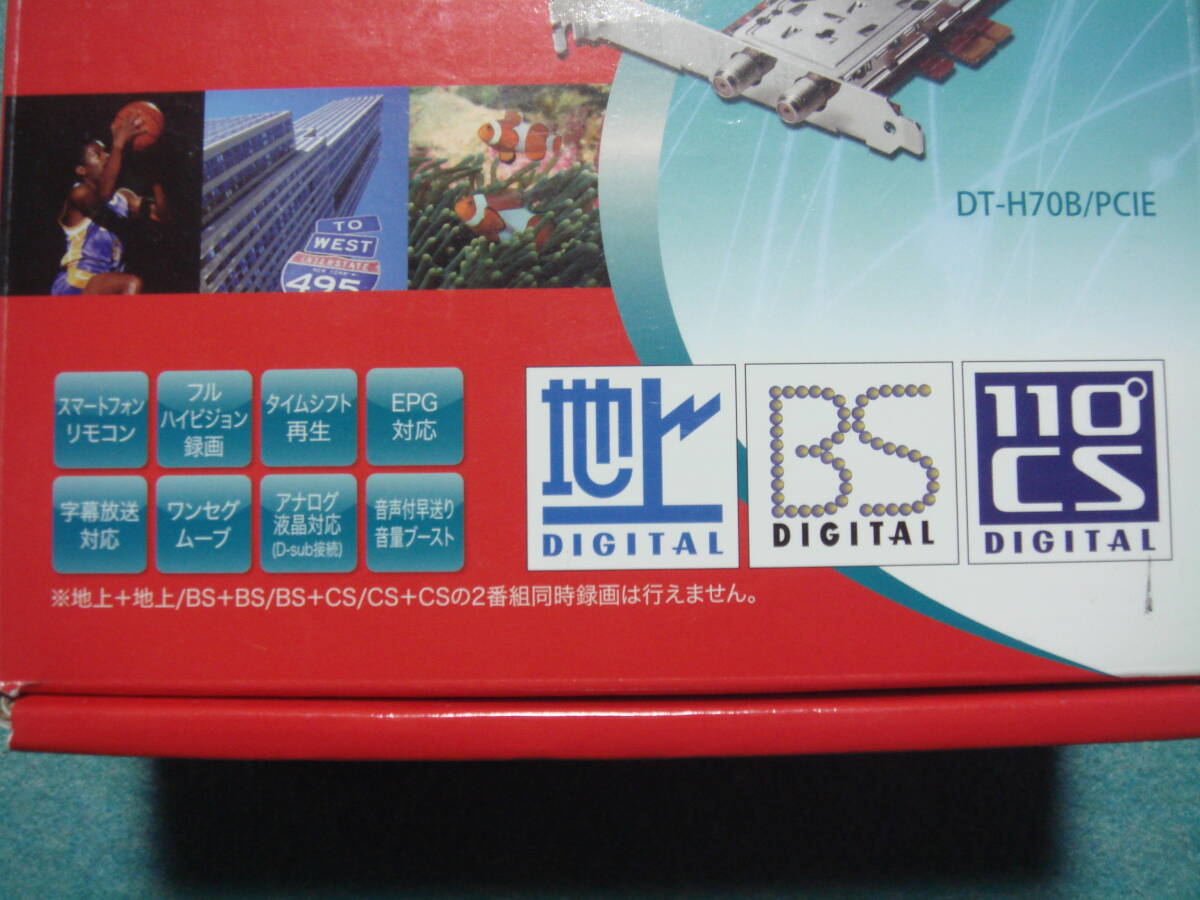 DT-H70B/PCIE
TO
WEST
INTERSTATE
NEW YORK
495
スマートフォン
リモコン
フル
ハイビジョン
録画
タイムシフト
再生
EPG
対応
字幕放送
対応
ワンセグ
ムーブ
アナログ
液晶対応
(D-sub接続)
音声付早送り
音量ブースト
地上
DIGITAL
BS
DIGITAL
110°
CS
DIGITAL
※地上+地上/BS+BS/BS+CS/CS+CSの2番組同時録画は行えません。